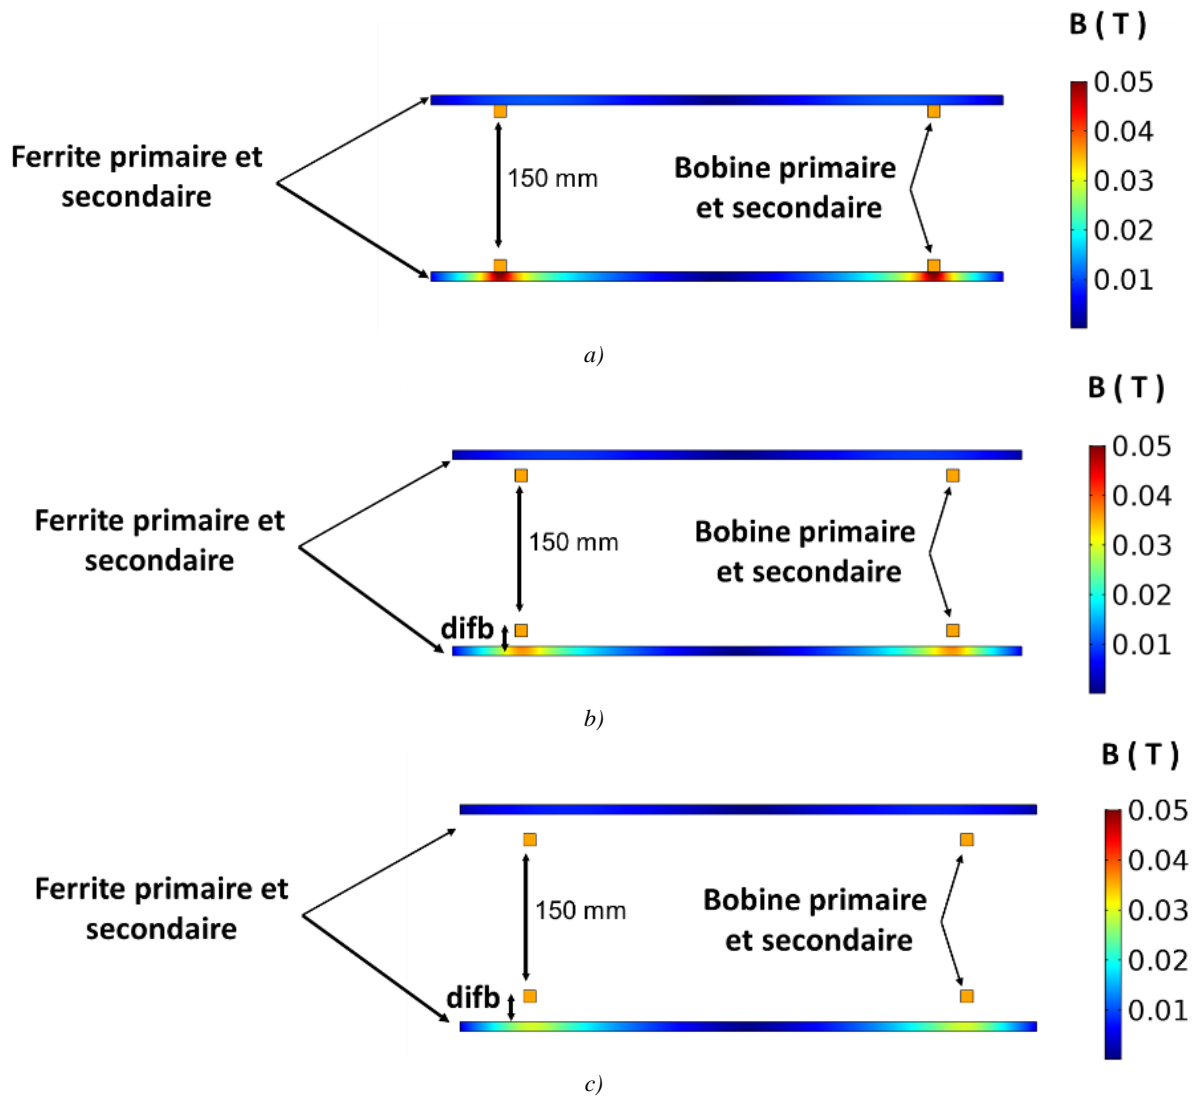 B ( T )
0.05
0.04
0.03
0.02
0.01
Ferrite primaire et
secondaire
150 mm
Bobine primaire
et secondaire
a)
B ( T )
0.05
0.04
0.03
0.02
0.01
Ferrite primaire et
secondaire
150 mm
Bobine primaire
et secondaire
difb
b)
B ( T )
0.05
0.04
0.03
0.02
0.01
Ferrite primaire et
secondaire
150 mm
Bobine primaire
et secondaire
difb
c)